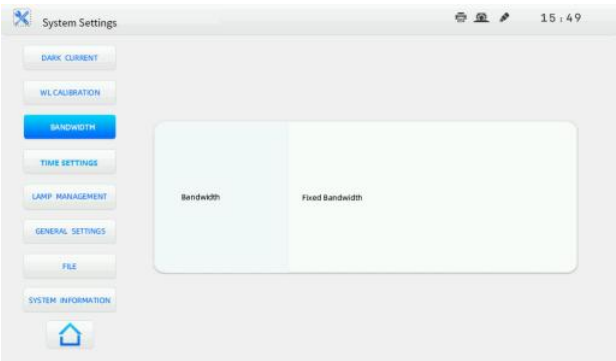 System Settings
15:49
DARK CURRENT
WL CALIBRATION
BANDWIDTH
TIME SETTINGS
LAMP MANAGEMENT
GENERAL SETTINGS
FILE
SYSTEM INFORMATION
Bandwidth
Fixed Bandwidth